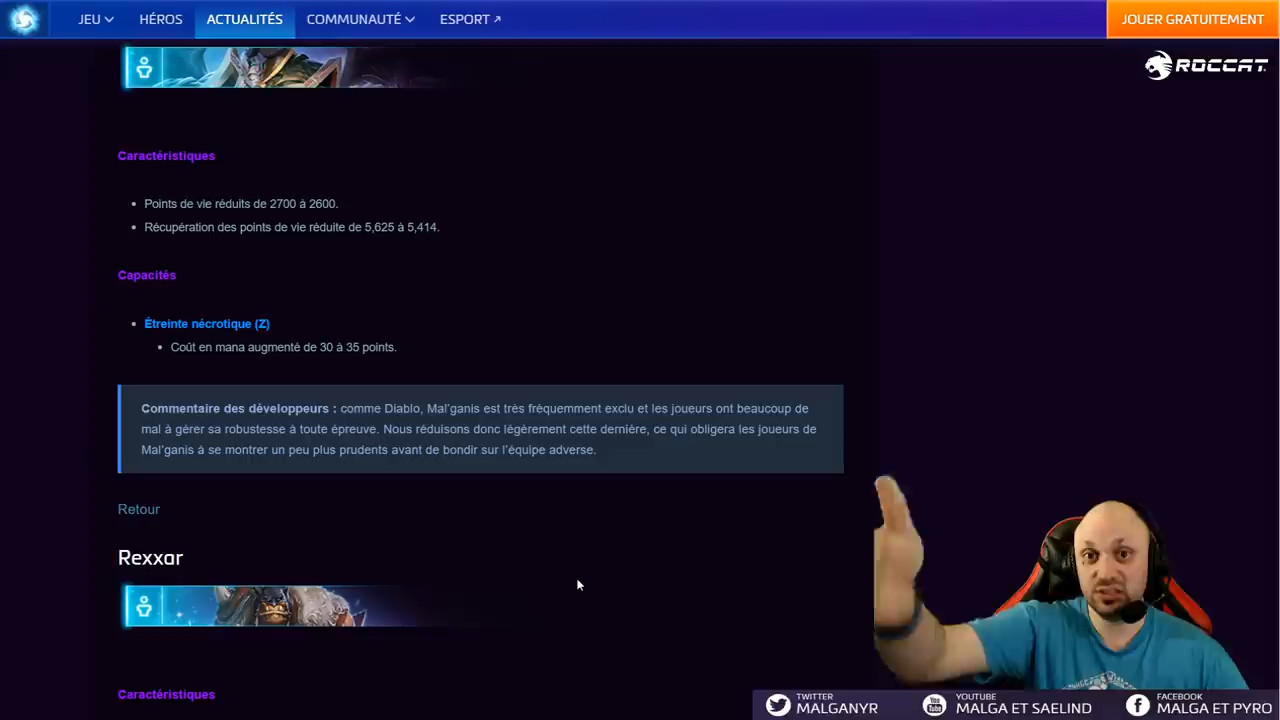 JEU HÉROS ACTUALITÉS COMMUNAUTÉ ESPORT JOUER GRATUITEMENT
ROCCAT
Caractéristiques
Points de vie réduits de 2700 à 2600.
Récupération des points de vie réduite de 5,625 à 5,414.
Capacités
Étreinte nécrotique (Z)
Coût en mana augmenté de 30 à 35 points.
Commentaire des développeurs : comme Diablo, Mal'ganis est très fréquemment exclu et les joueurs ont beaucoup de
mal à gérer sa robustesse à toute épreuve. Nous réduisons donc légèrement cette dernière, ce qui obligera les joueurs de
Mal'ganis à se montrer un peu plus prudents avant de bondir sur l'équipe adverse.
Retour
Rexxar
Caractéristiques
TWITTER
MALGANYR
YOUTUBE
MALGA ET SAELIND
FACEBOOK
MALGA ET PYRO